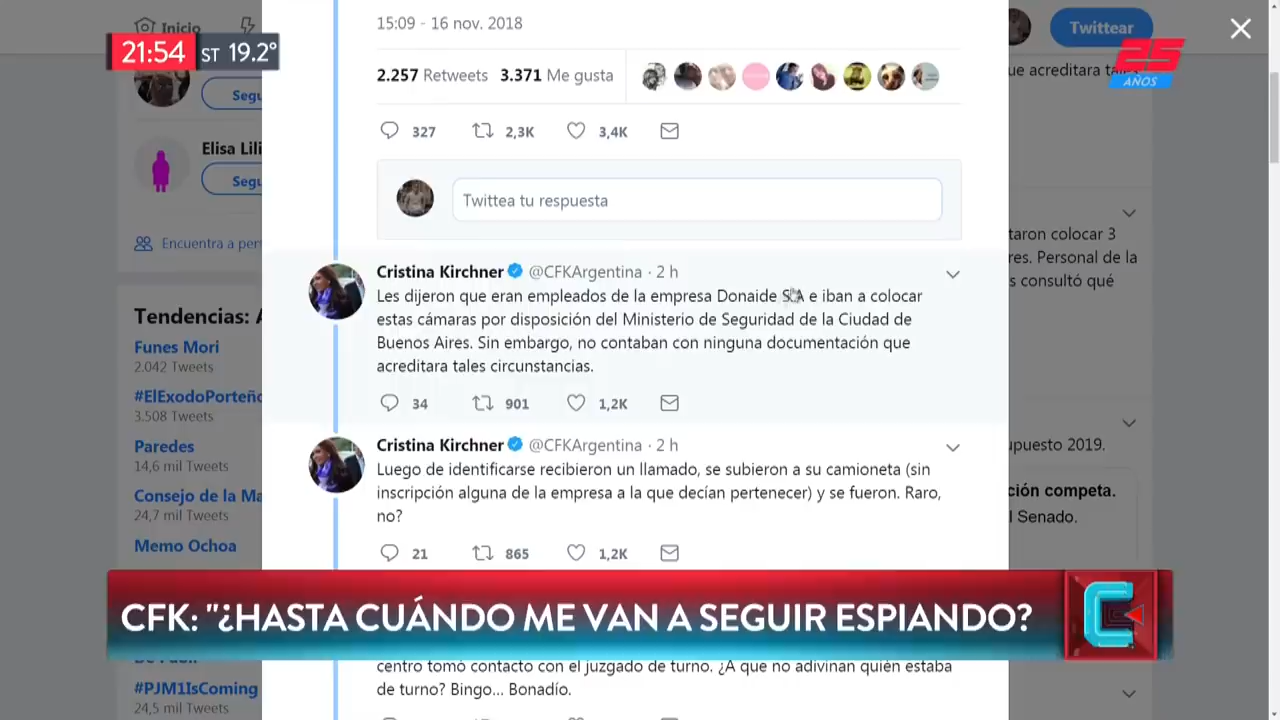 Inicio
Twittear
21:54 ST 19.2°
25
AÑOS
15:09 - 16 nov. 2018
2.257 Retweets 3.371 Me gusta
327 2,3K 3,4K
Twittea tu respuesta
Segu
Elisa Lili
Segu
Encuentra a per
Tendencias: A
Funes Mori
2.042 Tweets
#ElExodoPorteño
3.508 Tweets
Paredes
14,6 mil Tweets
Consejo de la Ma
24,7 mil Tweets
Memo Ochoa
#PJM1IsComing
24,5 mil Tweets
Cristina Kirchner @CFKArgentina · 2 h
Les dijeron que eran empleados de la empresa Donaide SA e iban a colocar
estas cámaras por disposición del Ministerio de Seguridad de la Ciudad de
Buenos Aires. Sin embargo, no contaban con ninguna documentación que
acreditara tales circunstancias.
34 901 1,2K
Cristina Kirchner @CFKArgentina · 2 h
Luego de identificarse recibieron un llamado, se subieron a su camioneta (sin
inscripción alguna de la empresa a la que decían pertenecer) y se fueron. Raro,
no?
21 865 1,2K
CFK: "¿HASTA CUÁNDO ME VAN A SEGUIR ESPIANDO?
C
centro tomó contacto con el juzgado de turno. ¿A que no adivinan quién estaba
de turno? Bingo... Bonadío.
ue acreditara
taron colocar 3
res. Personal de la
s consultó qué
upuesto 2019.
ción competa.
l Senado.